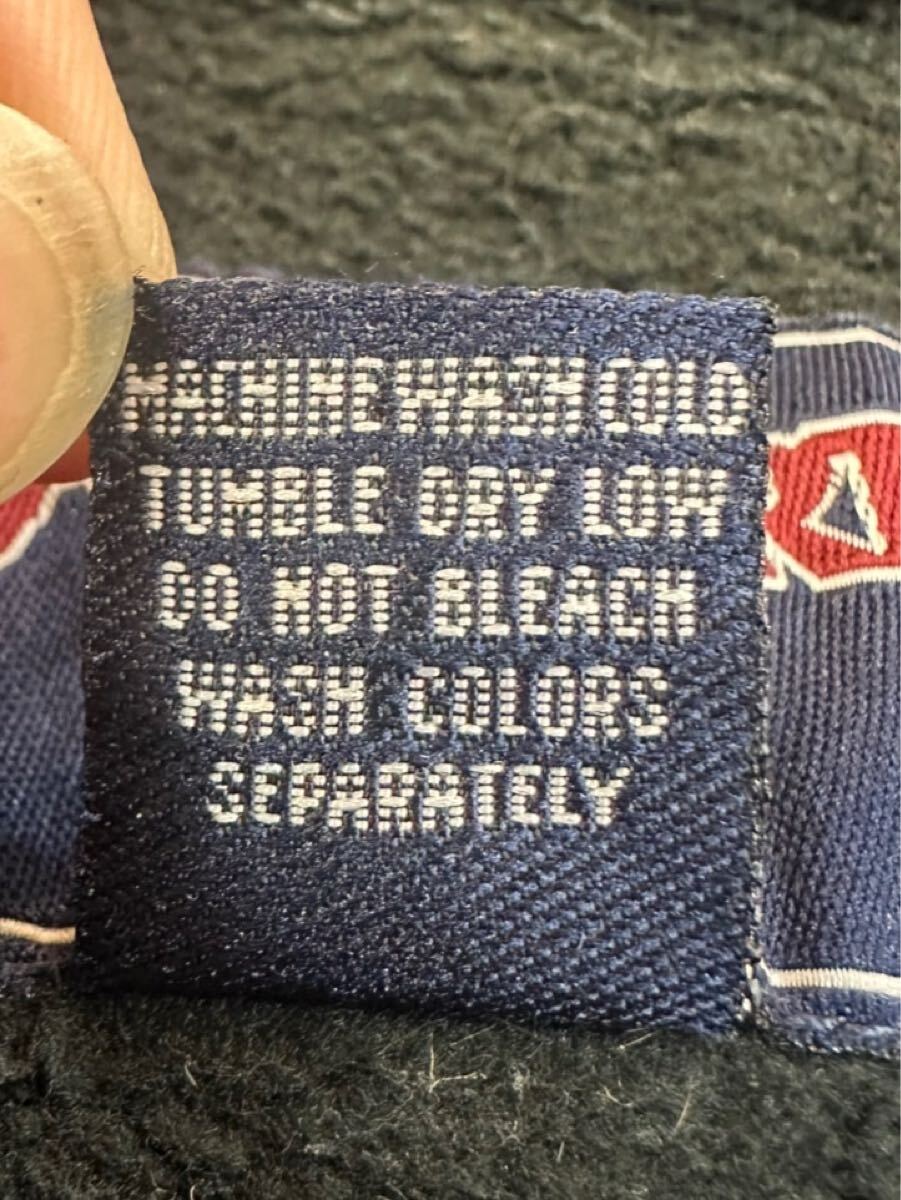 MACHINE WASH COLD
TUMBLE DRY LOW
DO NOT BLEACH
WASH COLORS
SEPARATELY